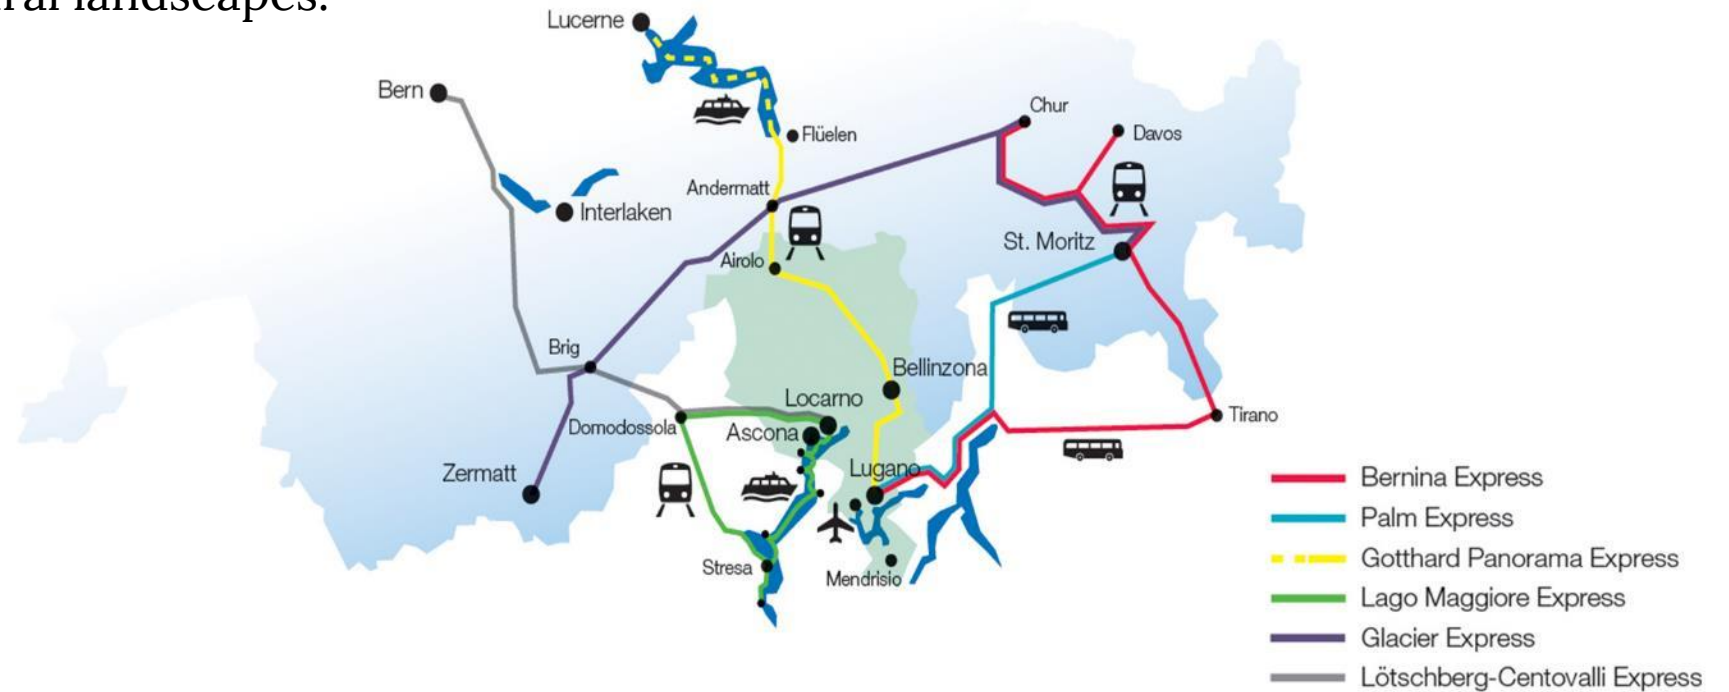 landscapes.
Lucerne
Bern
Chur
Davos
Flüelen
Andermatt
Interlaken
St. Moritz
Airolo
Brig
Bellinzona
Locarno
Tirano
Domodossola
Ascona
Zermatt
Lugano
Stresa
Mendrisio
Bernina Express
Palm Express
Gotthard Panorama Express
Lago Maggiore Express
Glacier Express
Lötschberg-Centovalli Express